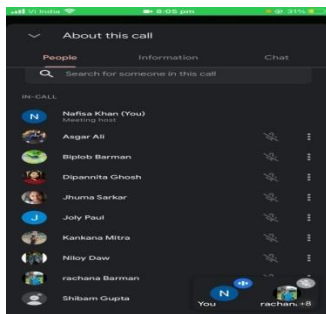 Vi India 8:05 pm 31%
About this call
People Information Chat
Search for someone in this call
IN-CALL
N Nafisa Khan (You)
Meeting host
Asgar Ali
Biplob Barman
Dipannita Ghosh
Jhuma Sarkar
J Joly Paul
Kankana Mitra
Niloy Daw
rachana Barman
Shibam Gupta
N
You rachan.. +8